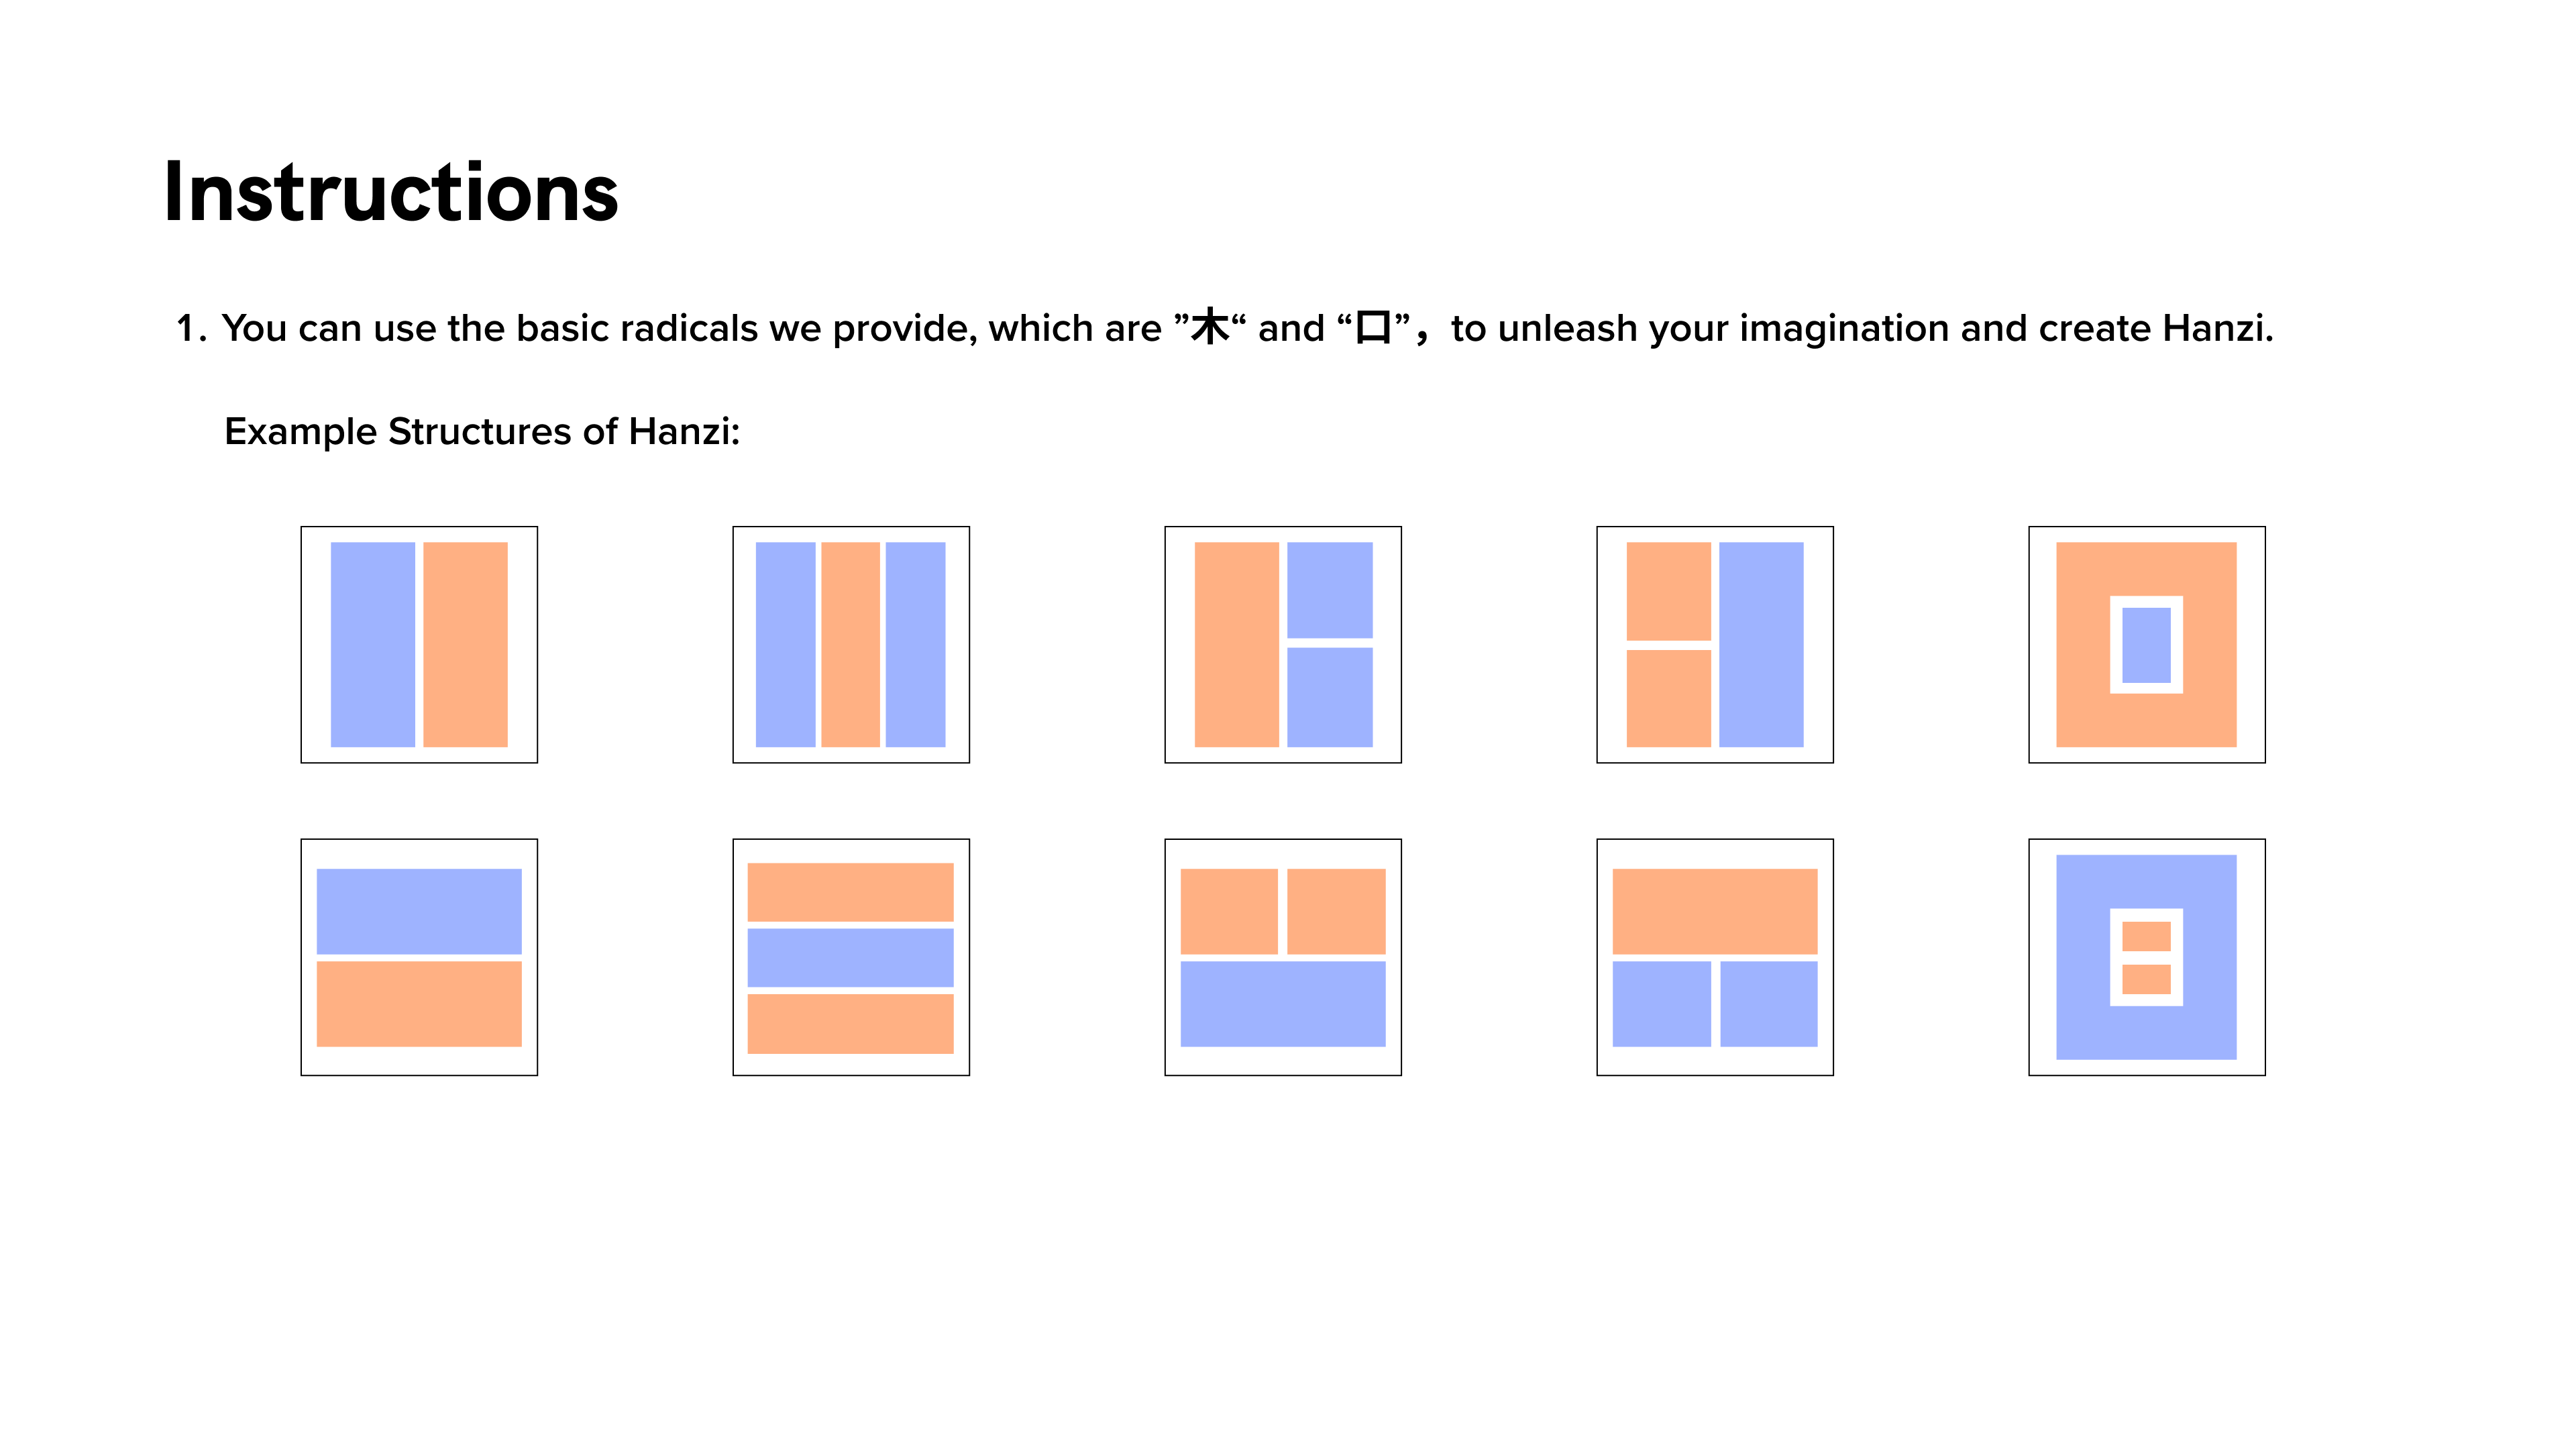 Instructions
1. You can use the basic radicals we provide, which are ”木“ and “口”，to unleash your imagination and create Hanzi.
Example Structures of Hanzi: